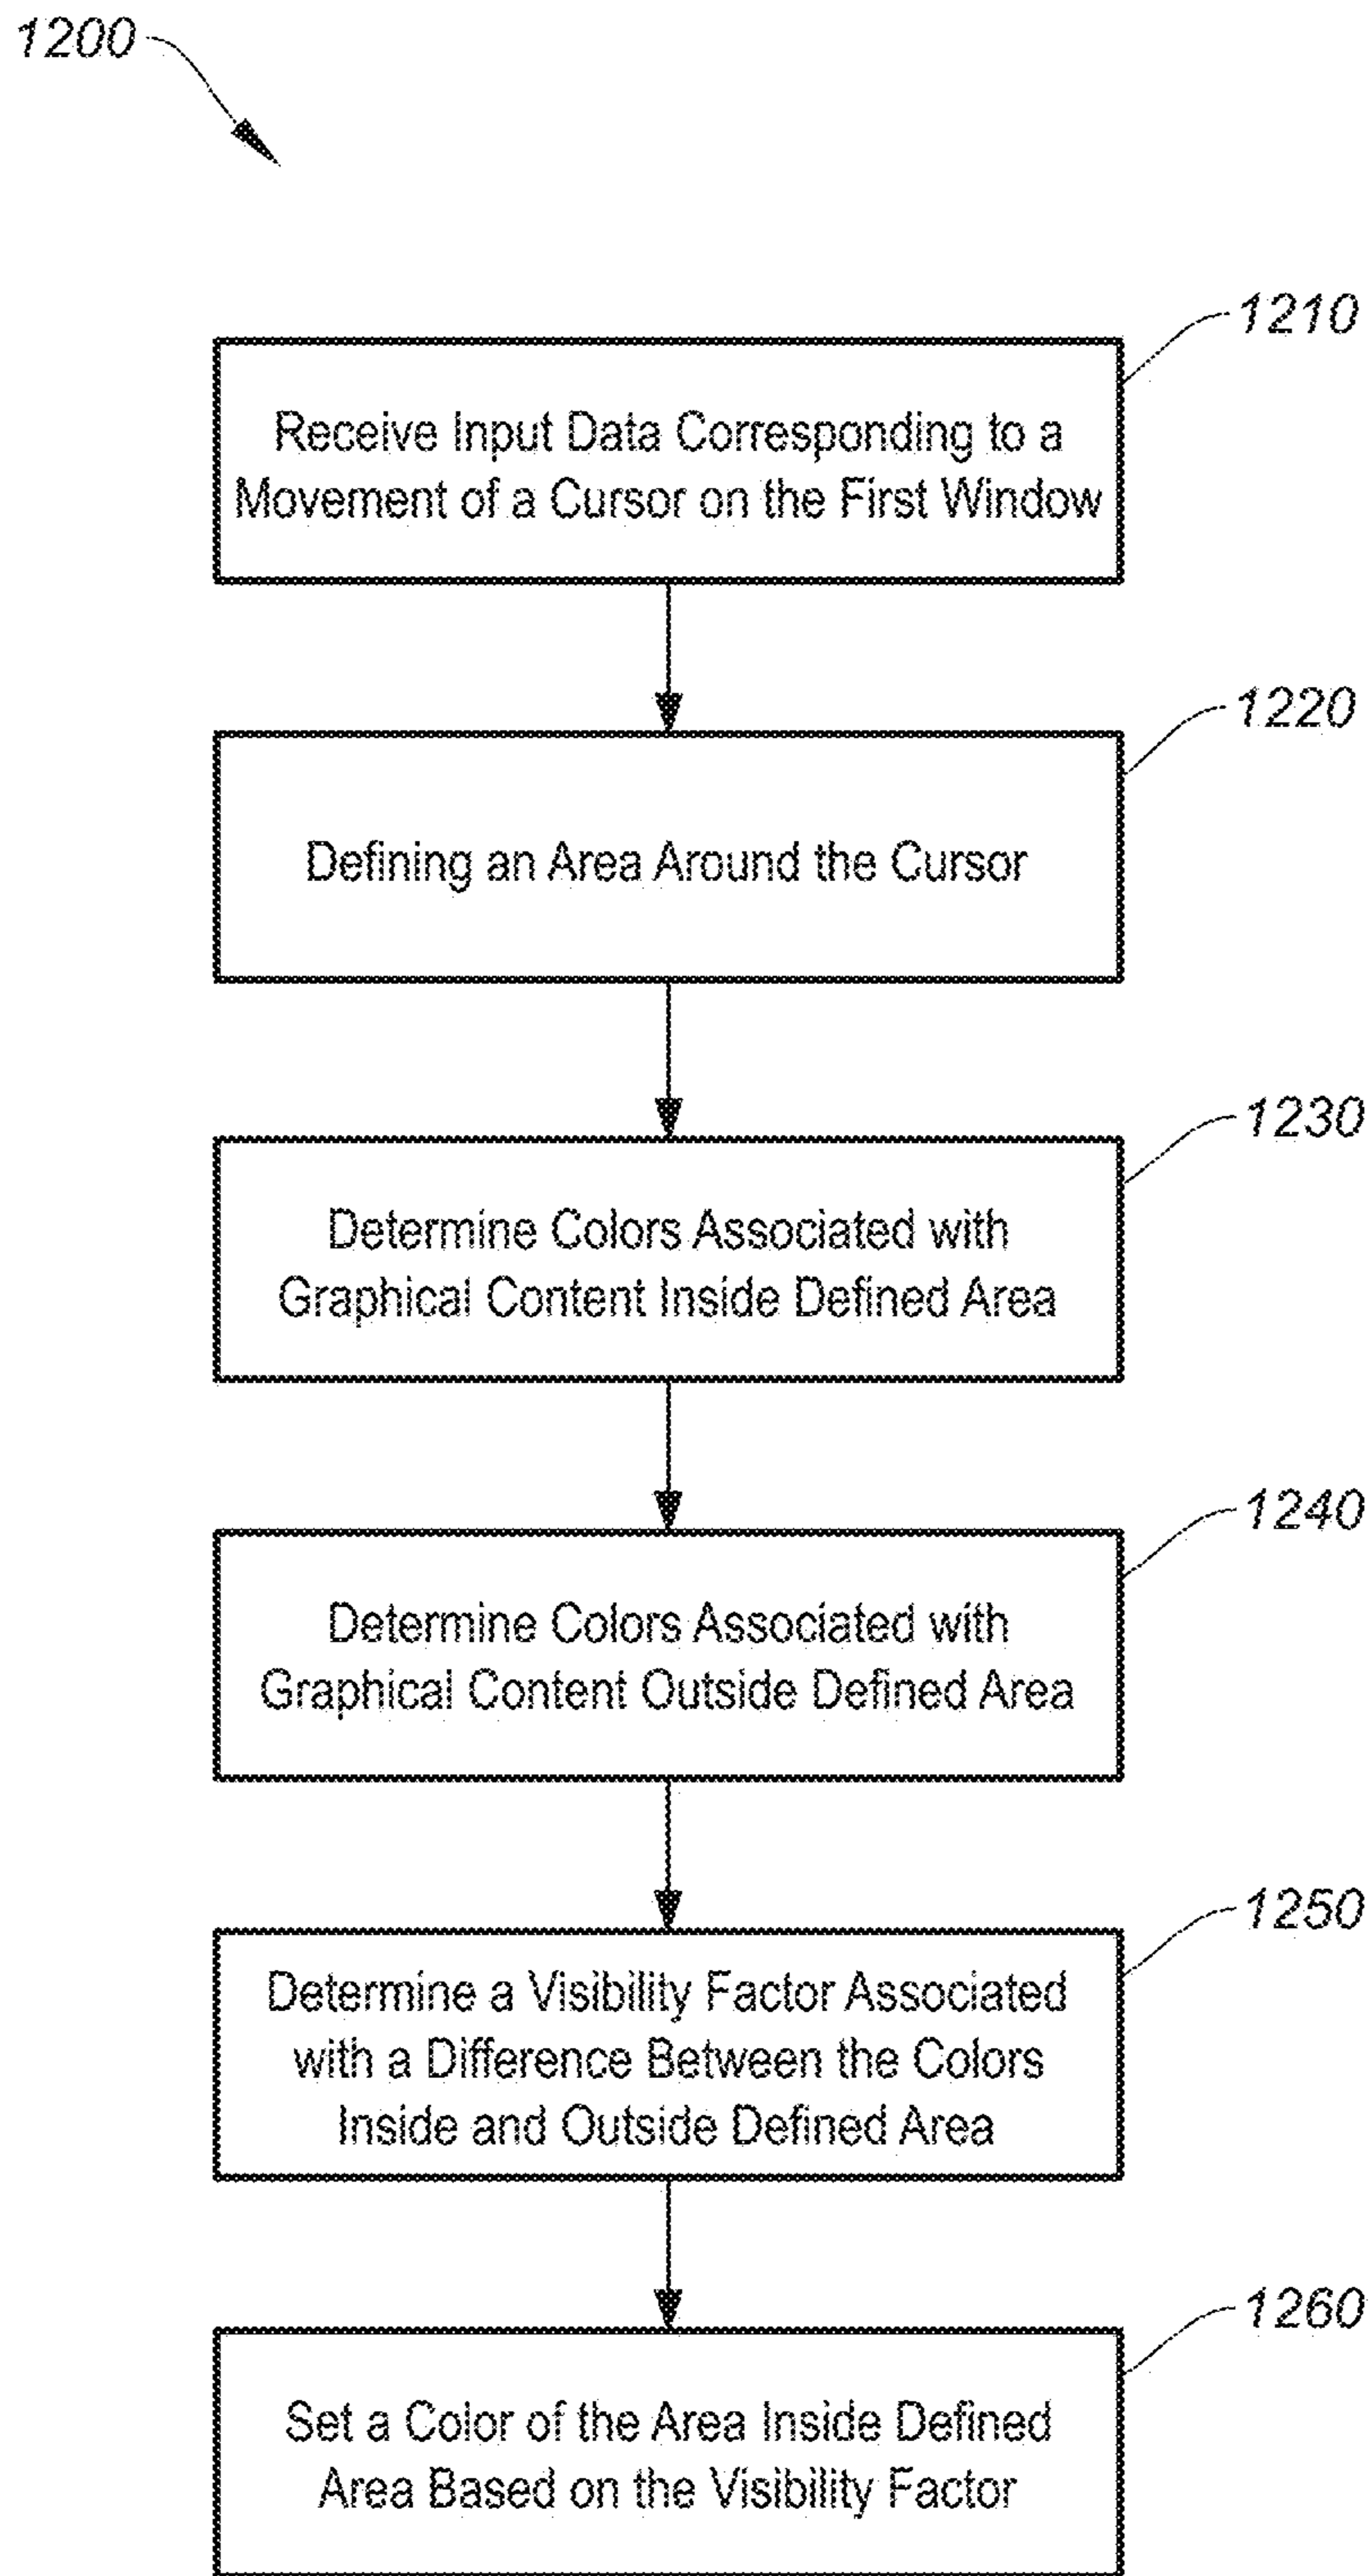 1200
1210
Receive Input Data Corresponding to a
Movement of a Cursor on the First Window
1220
Defining an Area Around the Cursor
1230
Determine Colors Associated with
Graphical Content Inside Defined Area
1240
Determine Colors Associated with
Graphical Content Outside Defined Area
1250
Determine a Visibility Factor Associated
with a Difference Between the Colors
Inside and Outside Defined Area
1260
Set a Color of the Area Inside Defined
Area Based on the Visibility Factor